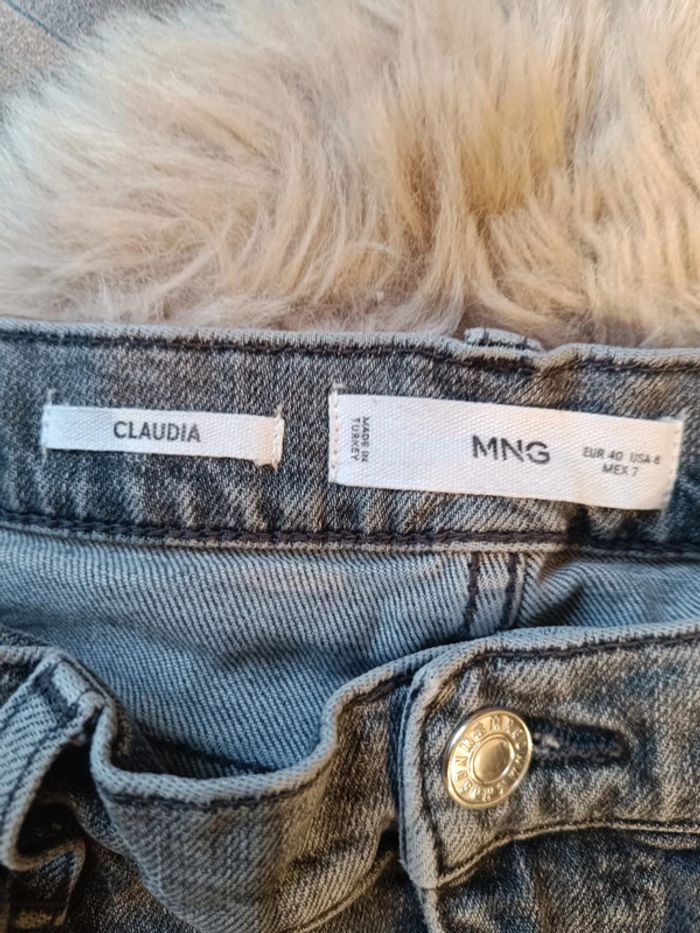 CLAUDIA
MADE IN
TURKEY
MNG
EUR 40 USA 8
MEX 7